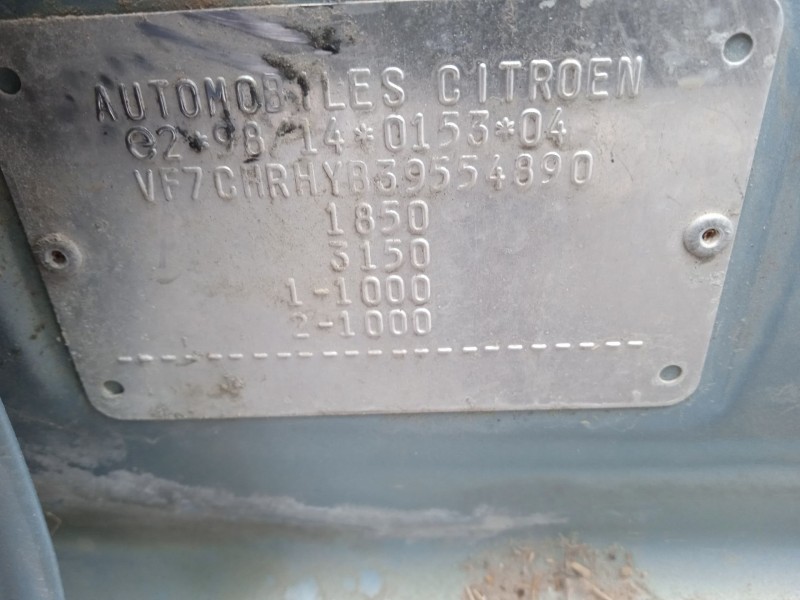 AUTOMOBILES CITROEN
e2*98/14*0153*04
VF7CHRHYB39554890
1850
3150
1-1000
2-1000